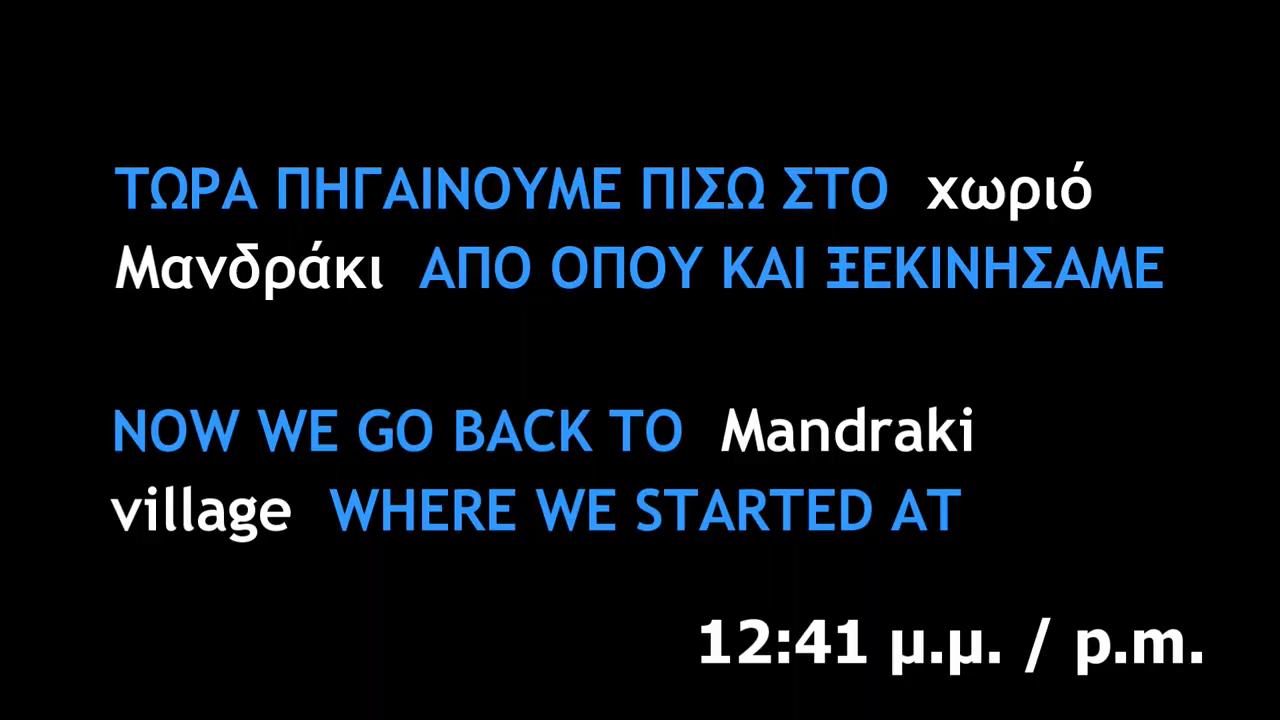 ΤΩΡΑ ΠΗΓΑΙΝΟΥΜΕ ΠΙΣΩ ΣΤΟ χωριό
Μανδράκι ΑΠΟ ΟΠΟΥ ΚΑΙ ΞΕΚΙΝΗΣΑΜΕ
NOW WE GO BACK TO Mandraki
village WHERE WE STARTED AT
12:41 μ.μ. / p.m.